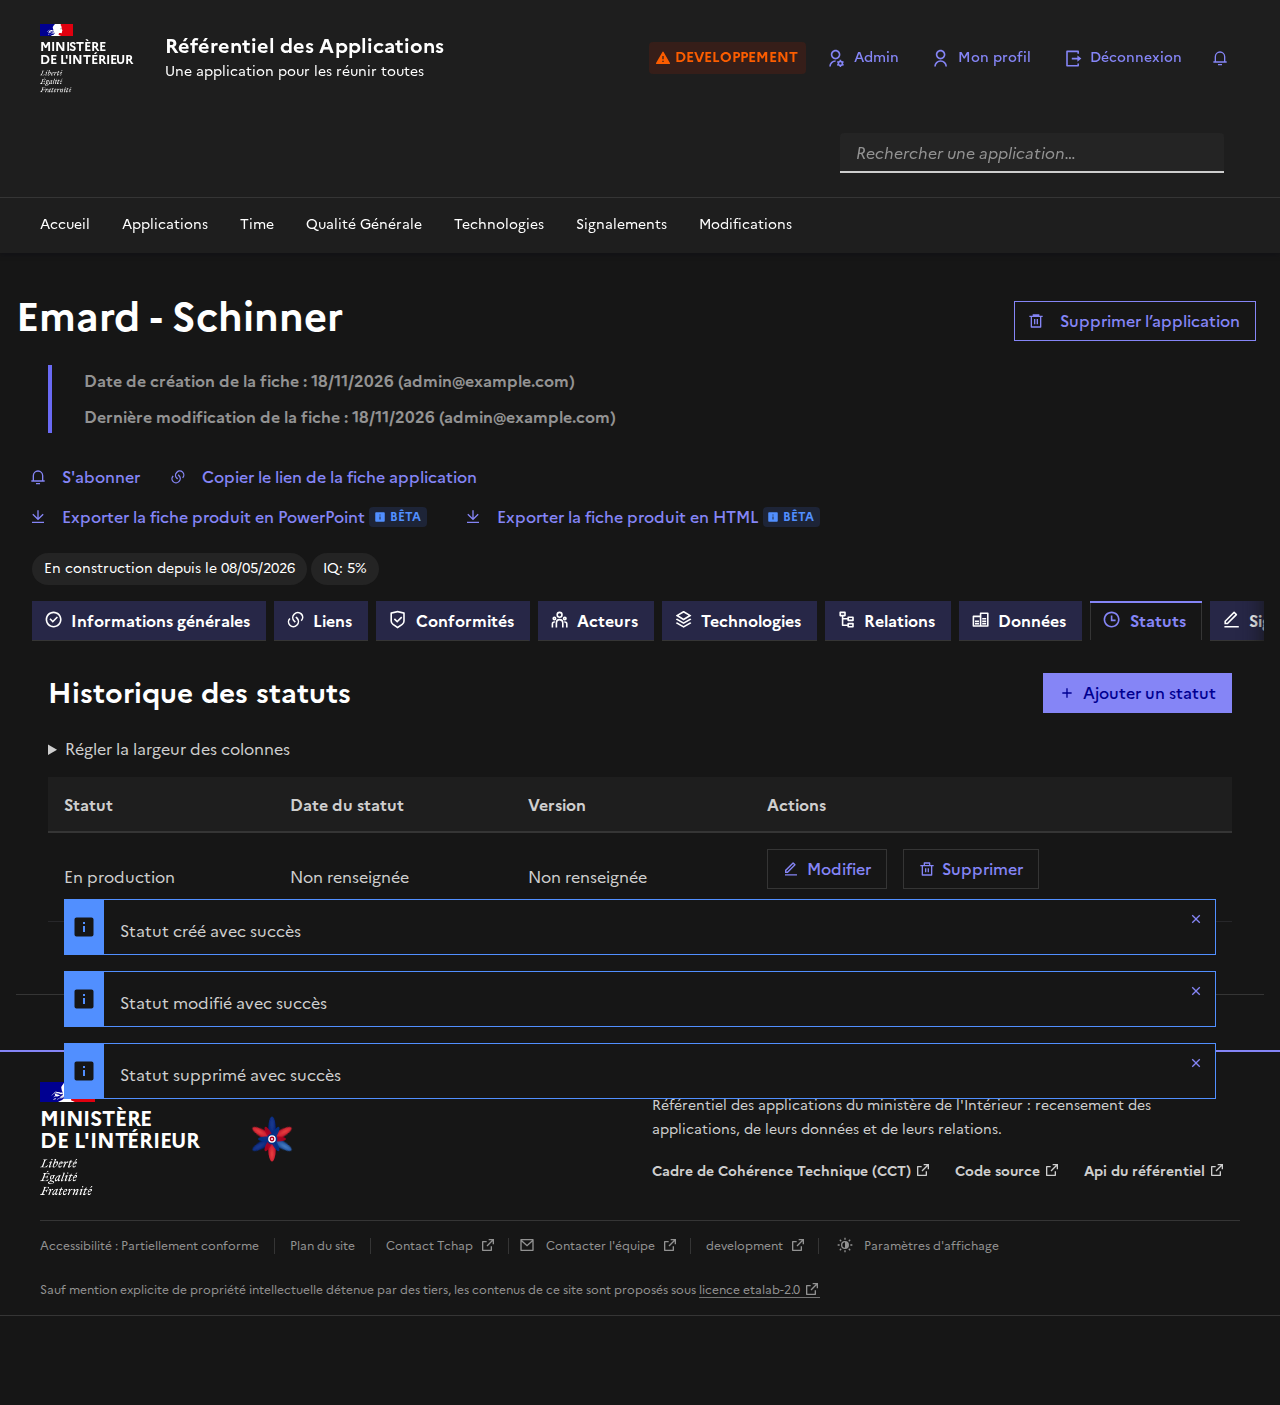 MINISTÈRE
DE L'INTÉRIEUR
Liberté
Égalité
Fraternité
Référentiel des Applications
Une application pour les réunir toutes
DEVELOPPEMENT
Admin
Mon profil
Déconnexion
Rechercher une application...
Accueil
Applications
Time
Qualité Générale
Technologies
Signalements
Modifications
Emard - Schinner
Supprimer l’application
Date de création de la fiche : 18/11/2026 (admin@example.com)
Dernière modification de la fiche : 18/11/2026 (admin@example.com)
S'abonner
Copier le lien de la fiche application
Exporter la fiche produit en PowerPoint
BÊTA
Exporter la fiche produit en HTML
BÊTA
En construction depuis le 08/05/2026
IQ: 5%
Informations générales
Liens
Conformités
Acteurs
Technologies
Relations
Données
Statuts
Historique des statuts
Ajouter un statut
Régler la largeur des colonnes
Statut
Date du statut
Version
Actions
En production
Non renseignée
Non renseignée
Modifier
Supprimer
Statut créé avec succès
Statut modifié avec succès
Statut supprimé avec succès
MINISTÈRE
DE L'INTÉRIEUR
Liberté
Égalité
Fraternité
Référentiel des applications du ministère de l'Intérieur : recensement des
applications, de leurs données et de leurs relations.
Cadre de Cohérence Technique (CCT)
Code source
Api du référentiel
Accessibilité : Partiellement conforme
Plan du site
Contact Tchap
Contacter l'équipe
development
Paramètres d'affichage
Sauf mention explicite de propriété intellectuelle détenue par des tiers, les contenus de ce site sont proposés sous licence etalab-2.0